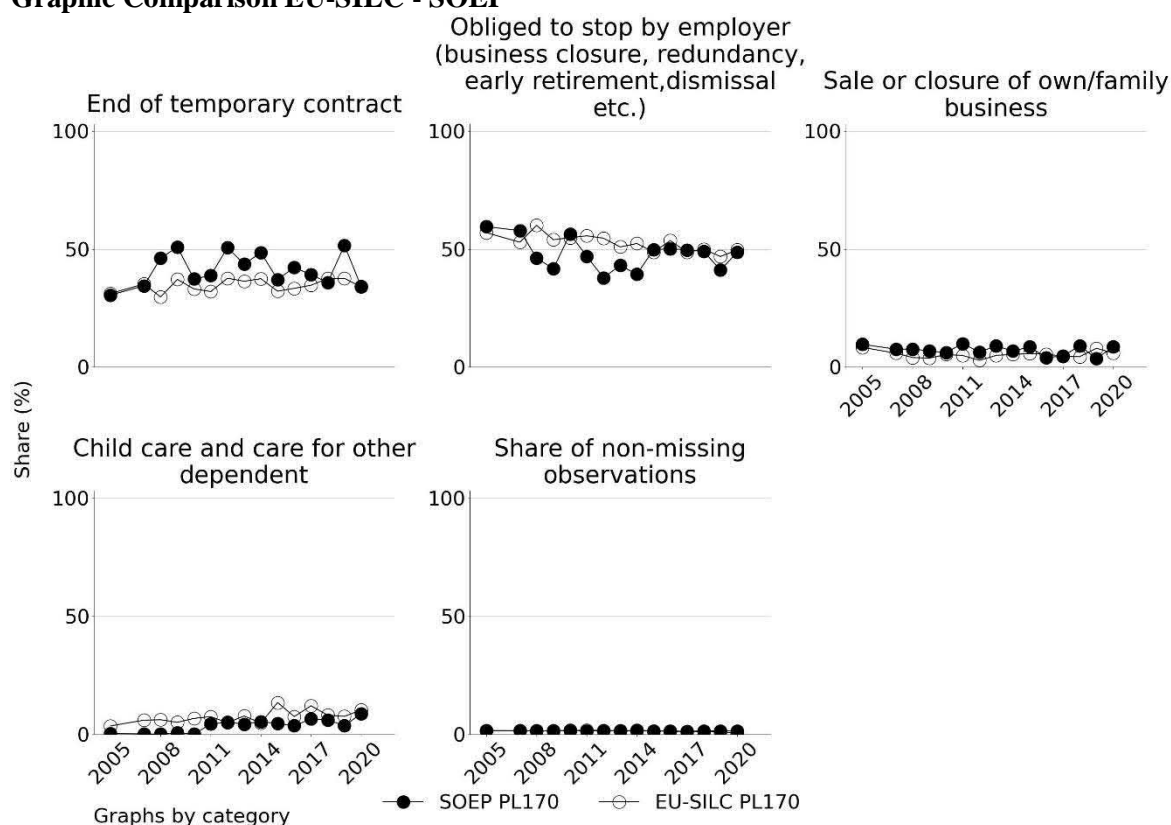 Graphic Comparison EU-SILC - SOEP
Obliged to stop by employer
(business closure, redundancy,
early retirement,dismissal
etc.)
End of temporary contract
Sale or closure of own/family
business
100
50
0
100
50
0
100
50
0
2005
2008
2011
2014
2017
2020
Share (%)
Child care and care for other
dependent
Share of non-missing
observations
100
50
0
2005
2008
2011
2014
2017
2020
100
50
0
2005
2008
2011
2014
2017
2020
SOEP PL170
EU-SILC PL170
Graphs by category